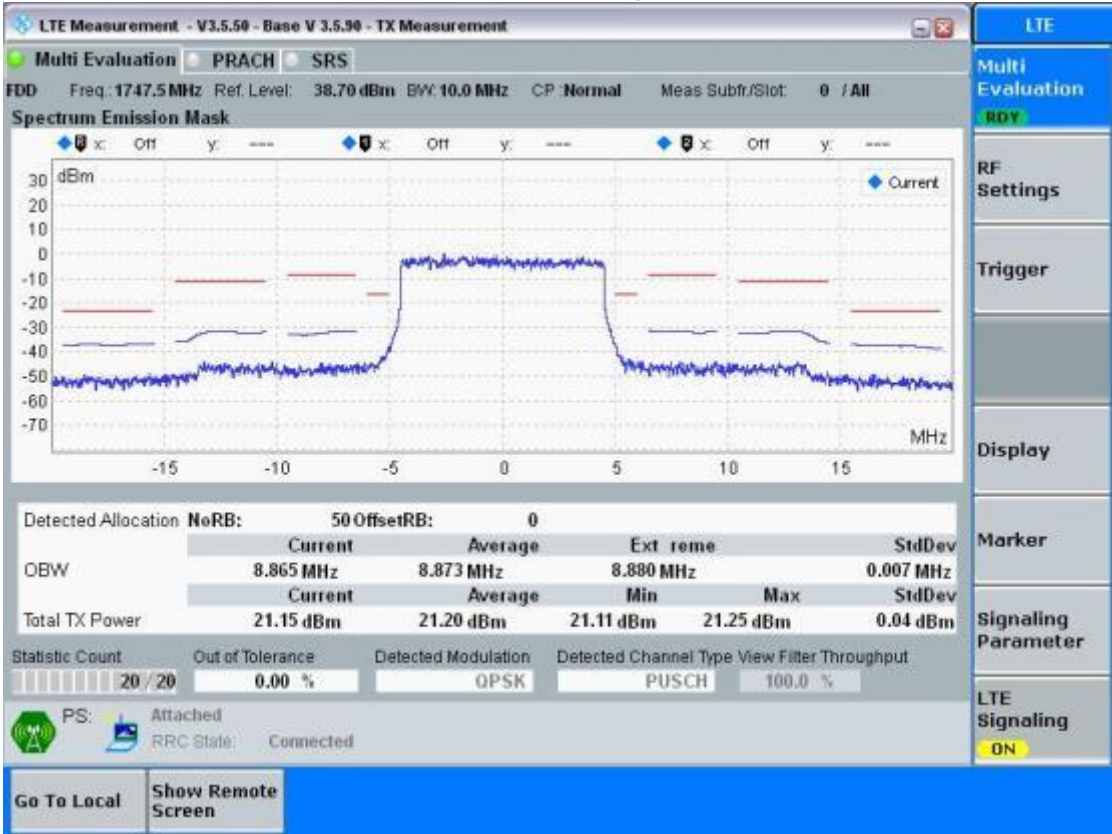 LTE Measurement - V3.5.50 - Base V 3.5.90 - TX Measurement
LTE
Multi Evaluation PRACH SRS
FDD Freq.: 1747.5 MHz Ref. Level: 38.70 dBm BW: 10.0 MHz CP :Normal Meas Subfr./Slot: 0 / All
Spectrum Emission Mask
x: Off y: --- x: Off y: --- x: Off y: ---
dBm
Current
30
20
10
0
-10
-20
-30
-40
-50
-60
-70
MHz
-15 -10 -5 0 5 10 15
Detected Allocation NoRB: 50 OffsetRB: 0
Current Average Ext reme StdDev
OBW 8.865 MHz 8.873 MHz 8.880 MHz 0.007 MHz
Current Average Min Max StdDev
Total TX Power 21.15 dBm 21.20 dBm 21.11 dBm 21.25 dBm 0.04 dBm
Statistic Count Out of Tolerance Detected Modulation Detected Channel Type View Filter Throughput
20 / 20 0.00 % QPSK PUSCH 100.0 %
PS: Attached
RRC State: Connected
Multi
Evaluation
RDY
RF
Settings
Trigger
Display
Marker
Signaling
Parameter
LTE
Signaling
ON
Go To Local
Show Remote
Screen